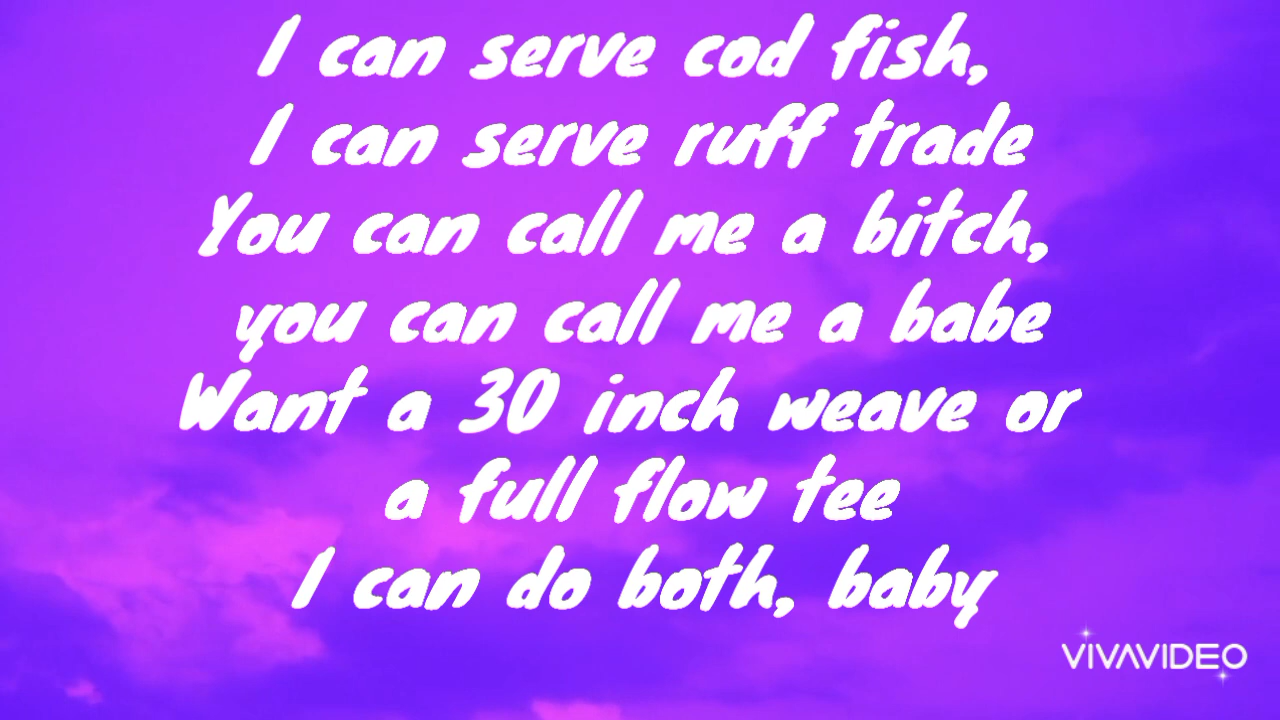 I can serve cod fish,
I can serve ruff trade
You can call me a bitch,
you can call me a babe
Want a 30 inch weave or
a full flow tee
I can do both, baby
VIVAVIDEO